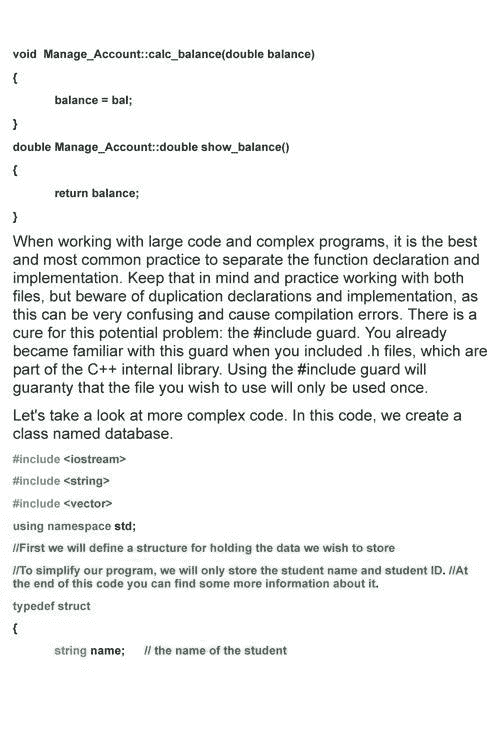 void  Manage_Account::calc_balance(double balance)
{
balance = bal;
}
double Manage_Account::double show_balance()
{
return balance;
}
When working with large code and complex programs, it is the best
and most common practice to separate the function declaration and
implementation. Keep that in mind and practice working with both
files, but beware of duplication declarations and implementation, as
this can be very confusing and cause compilation errors. There is a
cure for this potential problem: the #include guard. You already
became familiar with this guard when you included .h files, which are
part of the C++ internal library. Using the #include guard will
guaranty that the file you wish to use will only be used once.
Let's take a look at more complex code. In this code, we create a
class named database.
#include <iostream>
#include <string>
#include <vector>
using namespace std;
//First we will define a structure for holding the data we wish to store
//To simplify our program, we will only store the student name and student ID. //At
the end of this code you can find some more information about it.
typedef struct
{
string name;    // the name of the student